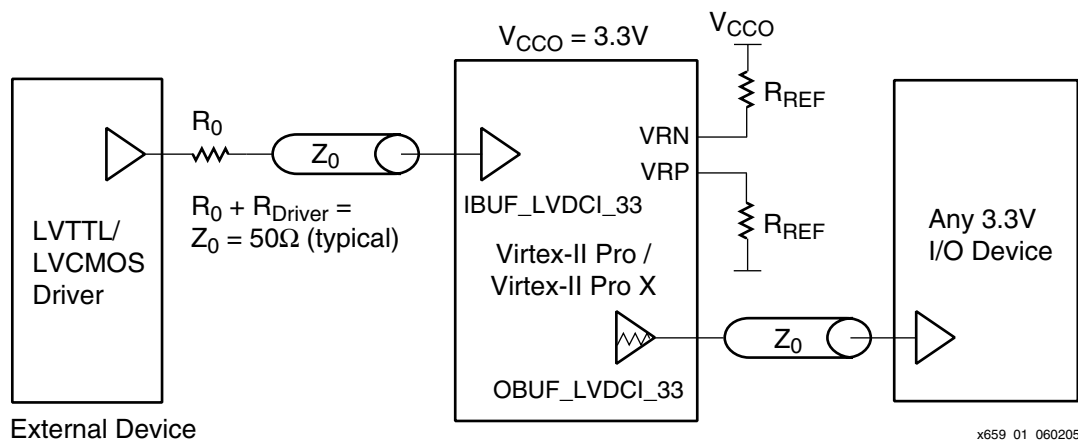 V_CCO = 3.3V
V_CCO
R_REF
R_0
VRN
Z_0
VRP
IBUF_LVDCI_33
R_0 + R_Driver =
Z_0 = 50Ω (typical)
R_REF
LVTTL/
LVCMOS
Driver
Virtex-II Pro /
Virtex-II Pro X
Any 3.3V
I/O Device
Z_0
OBUF_LVDCI_33
External Device
x659_01_060205